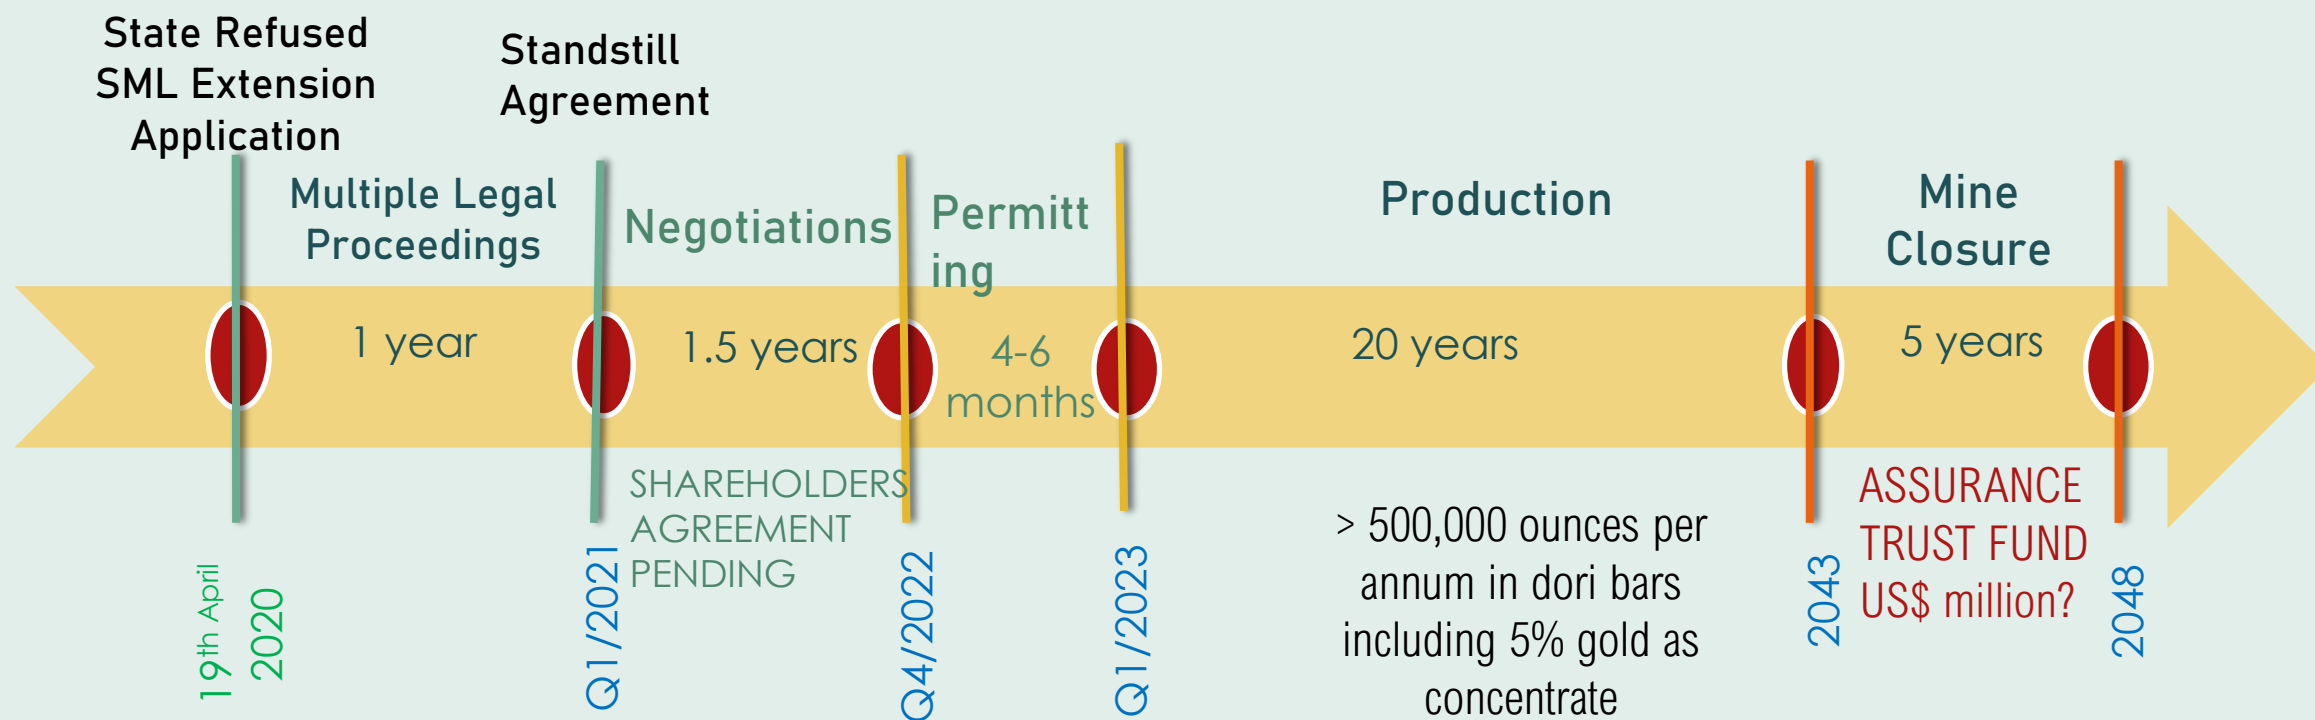 State Refused
SML Extension
Application
Standstill
Agreement
Multiple Legal
Proceedings
Negotiations
Permitt
ing
Production
Mine
Closure
1 year
1.5 years
4-6
months
20 years
5 years
SHAREHOLDERS
AGREEMENT
PENDING
> 500,000 ounces per
annum in dori bars
including 5% gold as
concentrate
ASSURANCE
TRUST FUND
US$ million?
19th April
2020
Q1/2021
Q4/2022
Q1/2023
2043
2048